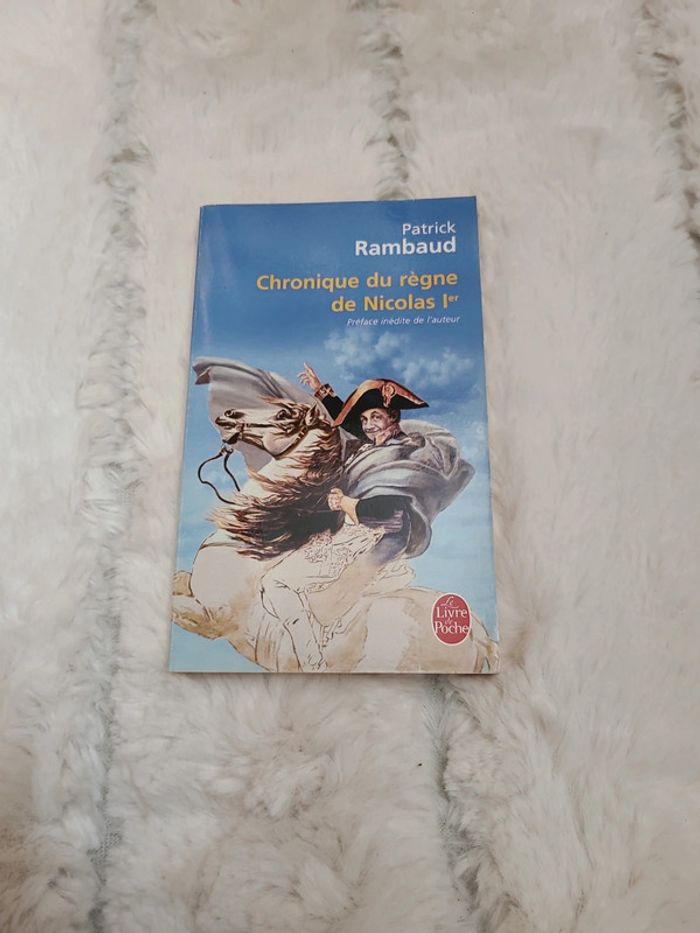 Patrick
Rambaud
Chronique du règne
de Nicolas Ier
Préface inédite de l'auteur
Le
Livre
de
Poche